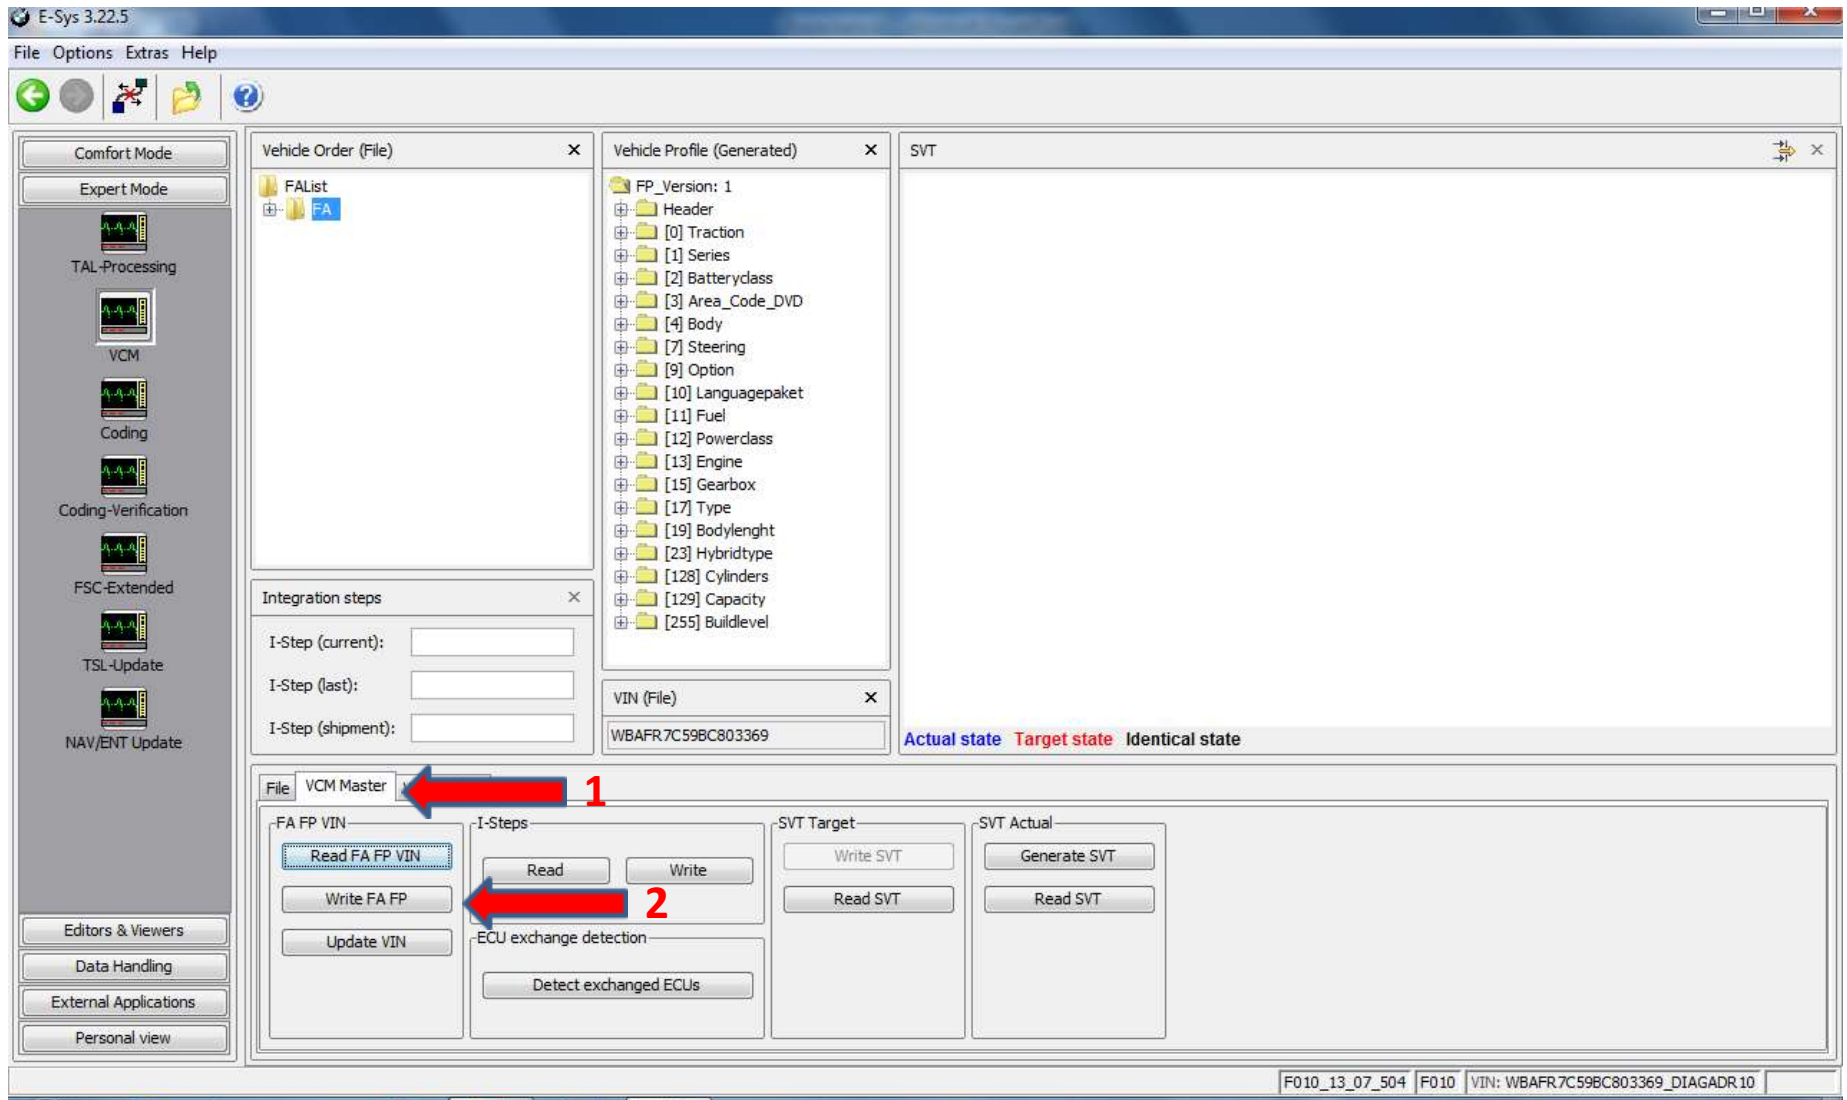 E-Sys 3.22.5
File Options Extras Help
Comfort Mode
Expert Mode
TAL-Processing
VCM
Coding
Coding-Verification
FSC-Extended
TSL-Update
NAV/ENT Update
Editors & Viewers
Data Handling
External Applications
Personal view
Vehicle Order (File)
FAList
FA
Integration steps
I-Step (current):
I-Step (last):
I-Step (shipment):
Vehicle Profile (Generated)
FP_Version: 1
Header
[0] Traction
[1] Series
[2] Batteryclass
[3] Area_Code_DVD
[4] Body
[7] Steering
[9] Option
[10] Languagepaket
[11] Fuel
[12] Powerclass
[13] Engine
[15] Gearbox
[17] Type
[19] Bodylenght
[23] Hybridtype
[128] Cylinders
[129] Capacity
[255] Buildlevel
VIN (File)
WBAFR7C59BC803369
SVT
Actual state Target state Identical state
File VCM Master
1
FA FP VIN
Read FA FP VIN
Write FA FP
2
Update VIN
I-Steps
Read Write
ECU exchange detection
Detect exchanged ECUs
SVT Target
Write SVT
Read SVT
SVT Actual
Generate SVT
Read SVT
F010_13_07_504 F010 VIN: WBAFR7C59BC803369_DIAGADR10